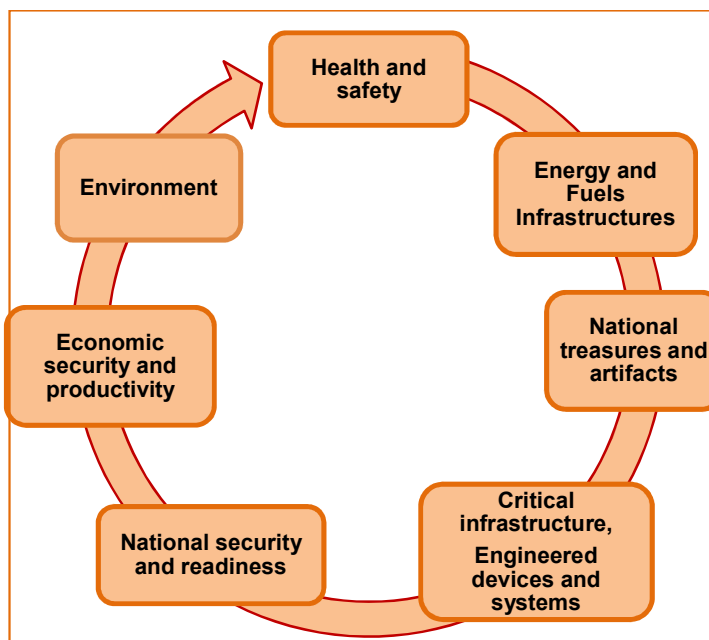 Health and
safety
Energy and
Fuels
Infrastructures
National
treasures and
artifacts
Critical
infrastructure,
Engineered
devices and
systems
National security
and readiness
Economic
security and
productivity
Environment